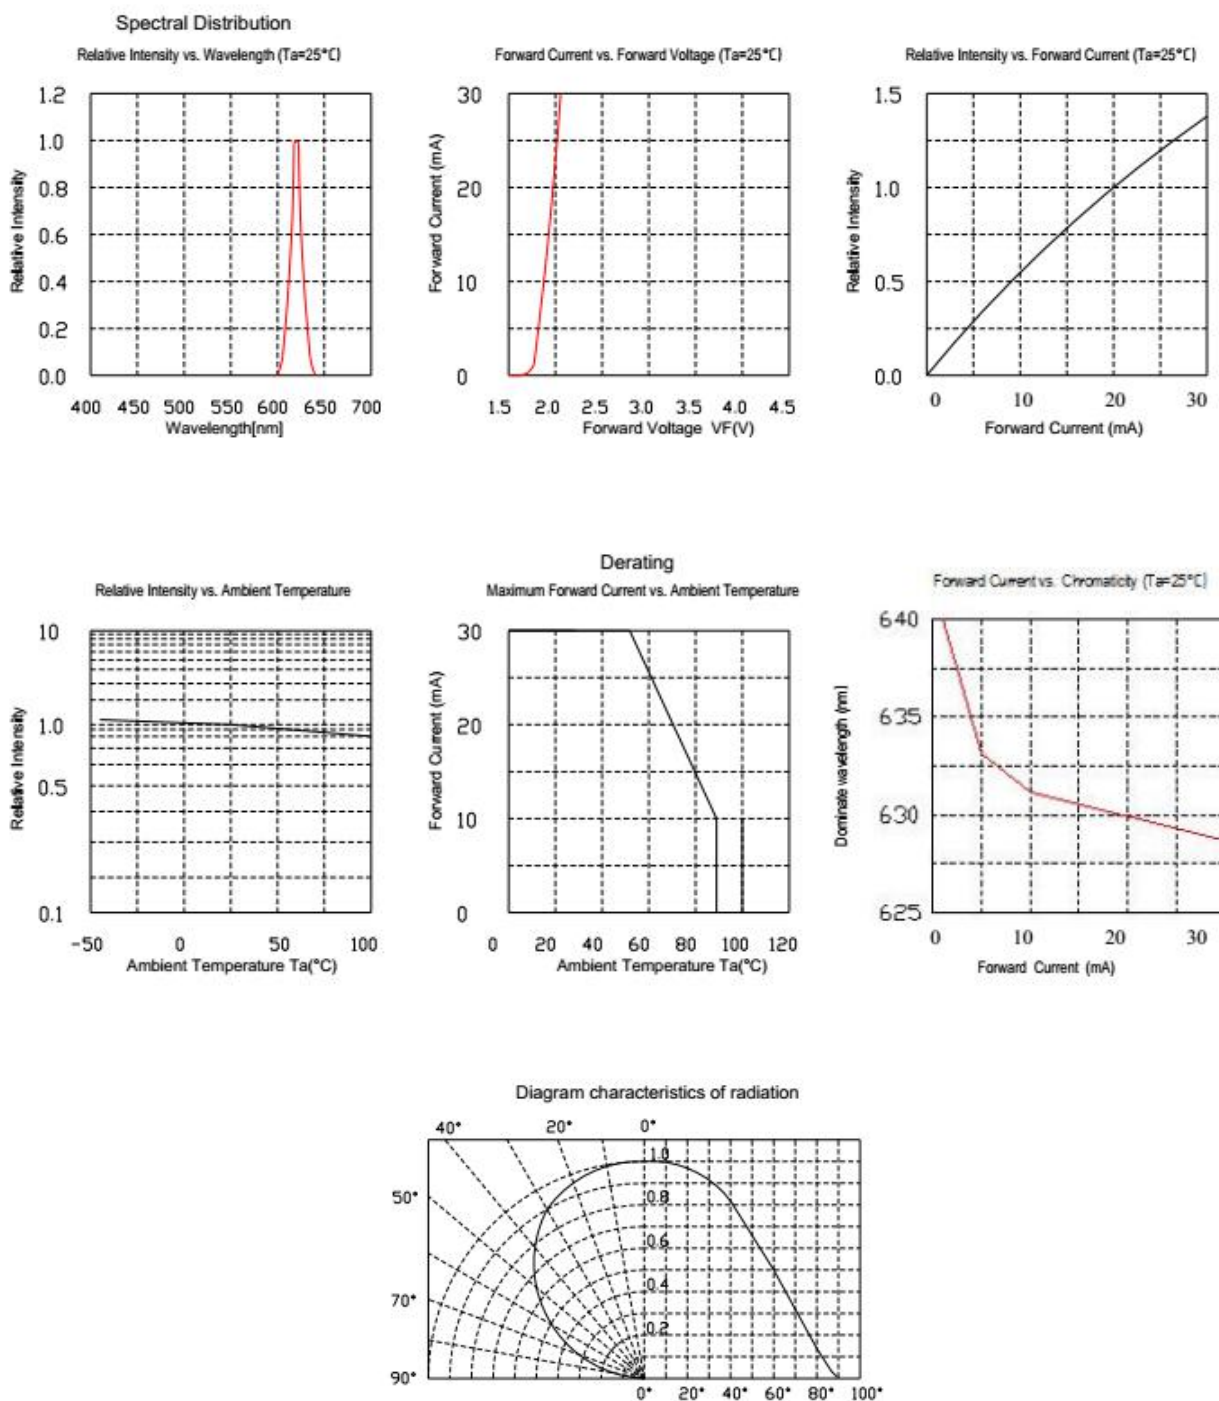 Spectral Distribution
Relative Intensity vs. Wavelength (Ta=25°C)
1.2
1.0
0.8
0.6
0.4
0.2
0.0
Relative Intensity
400 450 500 550 600 650 700
Wavelength[nm]
Forward Current vs. Forward Voltage (Ta=25°C)
30
20
10
0
Forward Current (mA)
1.5 2.0 2.5 3.0 3.5 4.0 4.5
Forward Voltage VF(V)
Relative Intensity vs. Forward Current (Ta=25°C)
1.5
1.0
0.5
0.0
Relative Intensity
0 10 20 30
Forward Current (mA)
Relative Intensity vs. Ambient Temperature
10
1.0
0.5
0.1
Relative Intensity
-50 0 50 100
Ambient Temperature Ta(°C)
Derating
Maximum Forward Current vs. Ambient Temperature
30
20
10
0
Forward Current (mA)
0 20 40 60 80 100 120
Ambient Temperature Ta(°C)
Forward Current vs. Chromaticity (Ta=25°C)
640
635
630
625
Dominate wavelength (nm)
0 10 20 30
Forward Current (mA)
Diagram characteristics of radiation
40° 20° 0°
50°
70°
90°
1.0
0.8
0.6
0.4
0.2
0° 20° 40° 60° 80° 100°